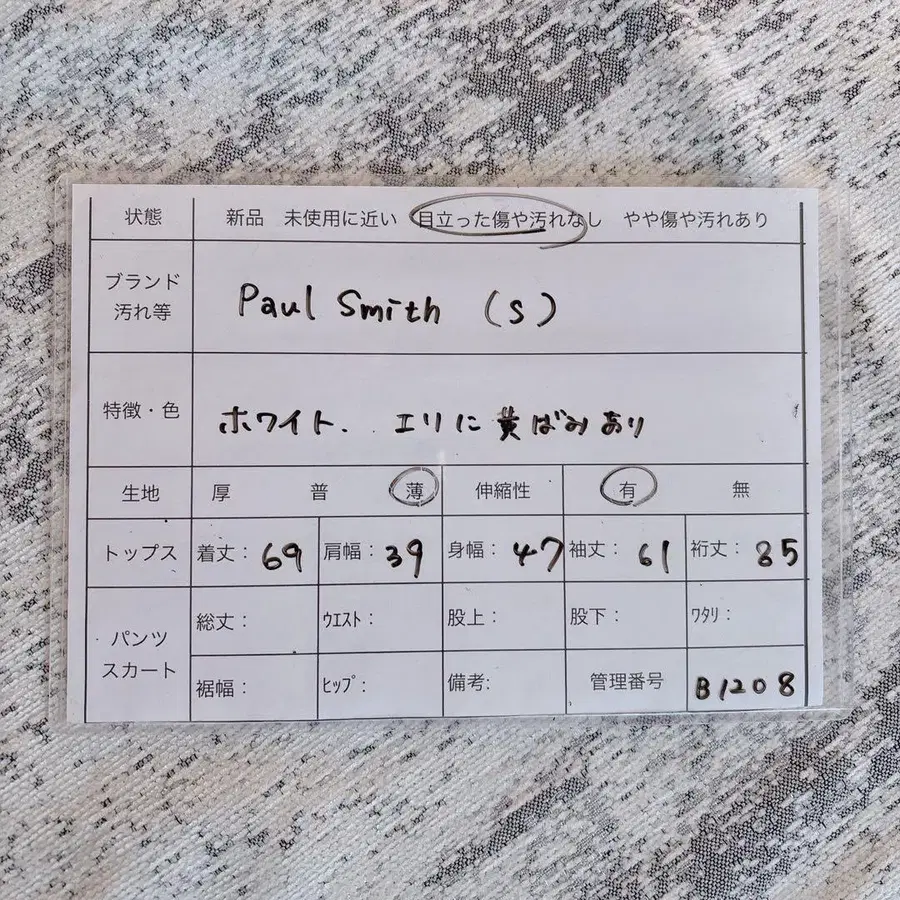 状態 新品 未使用に近い 目立った傷や汚れなし やや傷や汚れあり
ブランド
汚れ等
Paul Smith (S)
特徴・色 ホワイト. エリに黄ばみあり
生地 厚 普 薄 伸縮性 有 無
トップス 着丈: 69 肩幅: 39 身幅: 47 袖丈: 61 裄丈: 85
パンツ
スカート
総丈: ウエスト: 股上: 股下: ワタリ:
裾幅: ヒップ: 備考: 管理番号 B1208